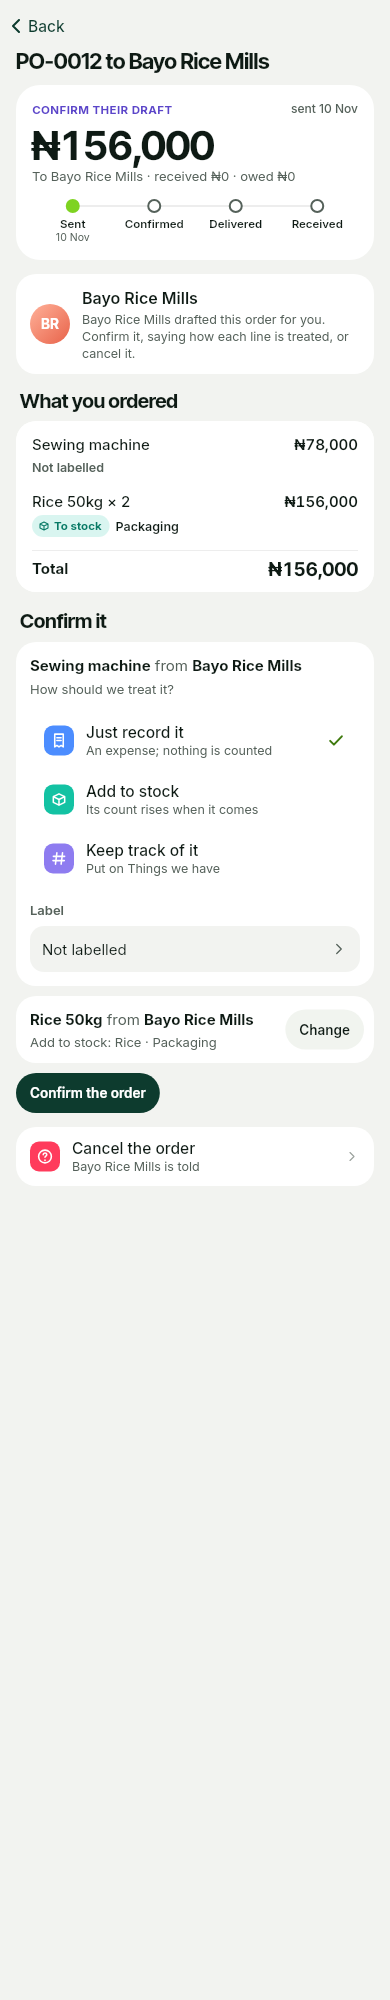 Back
PO-0012 to Bayo Rice Mills
CONFIRM THEIR DRAFT
sent 10 Nov
₦156,000
To Bayo Rice Mills · received ₦0 · owed ₦0
Sent
Confirmed
Delivered
Received
10 Nov
BR
Bayo Rice Mills
Bayo Rice Mills drafted this order for you.
Confirm it, saying how each line is treated, or
cancel it.
What you ordered
Sewing machine
₦78,000
Not labelled
Rice 50kg × 2
₦156,000
To stock
Packaging
Total
₦156,000
Confirm it
Sewing machine from Bayo Rice Mills
How should we treat it?
Just record it
An expense; nothing is counted
Add to stock
Its count rises when it comes
Keep track of it
Put on Things we have
Label
Not labelled
Rice 50kg from Bayo Rice Mills
Add to stock: Rice · Packaging
Change
Confirm the order
Cancel the order
Bayo Rice Mills is told